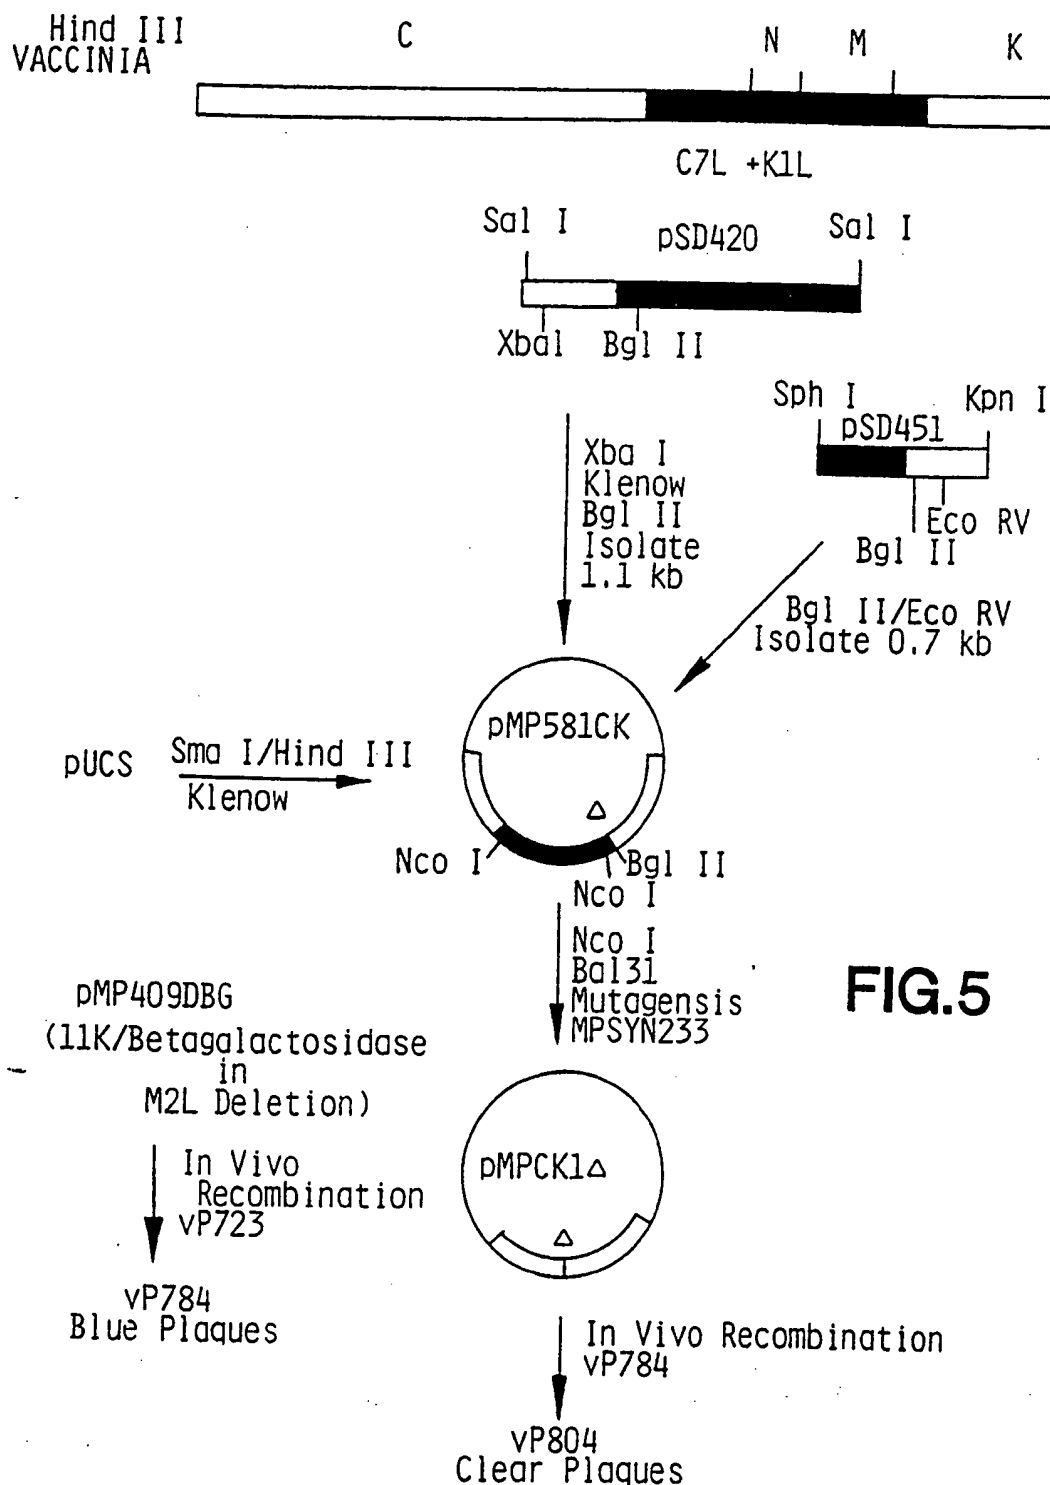 Hind III
VACCINIA
C
N
M
K
C7L +K1L
Sal I
pSD420
Sal I
XbaI
Bgl II
Sph I
Kpn I
pSD451
Eco RV
Bgl II
Xba I
Klenow
Bgl II
Isolate
1.1 kb
Bgl II/Eco RV
Isolate 0.7 kb
pMP581CK
Δ
pUCS
Sma I/Hind III
Klenow
Nco I
Bgl II
Nco I
Nco I
Bal31
Mutagensis
MPSYN233
FIG.5
pMP409DBG
(11K/Betagalactosidase
in
M2L Deletion)
In Vivo
Recombination
vP723
vP784
Blue Plaques
pMPCK1Δ
Δ
In Vivo Recombination
vP784
vP804
Clear Plaques